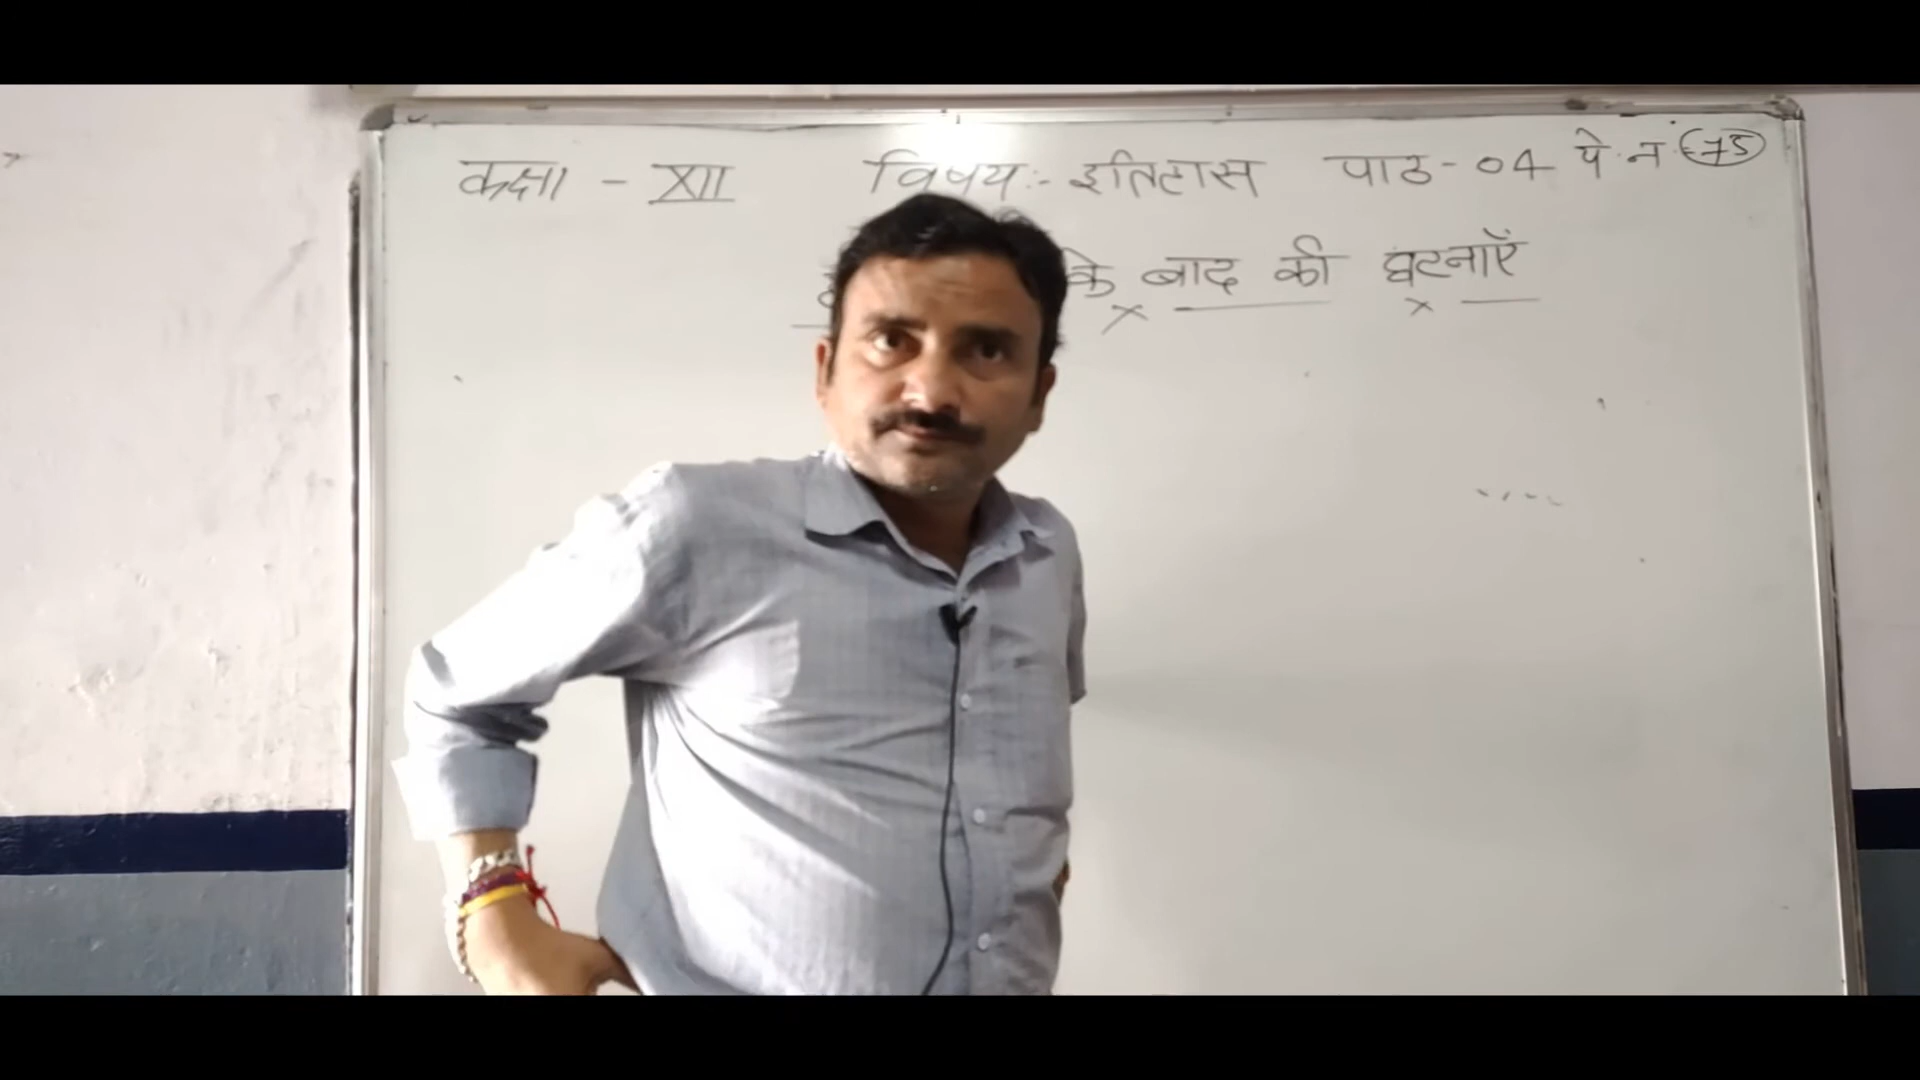 कक्षा - XII विषय:- इतिहास पाठ - 04 पे. न. 75
के बाद की घटनाएँ